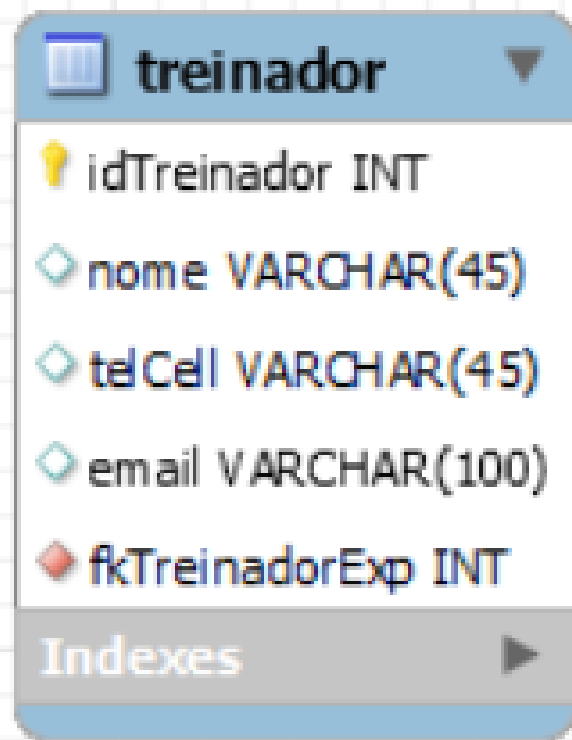 treinador
idTreinador INT
nome VARCHAR(45)
telCell VARCHAR(45)
email VARCHAR(100)
fkTreinadorExp INT
Indexes